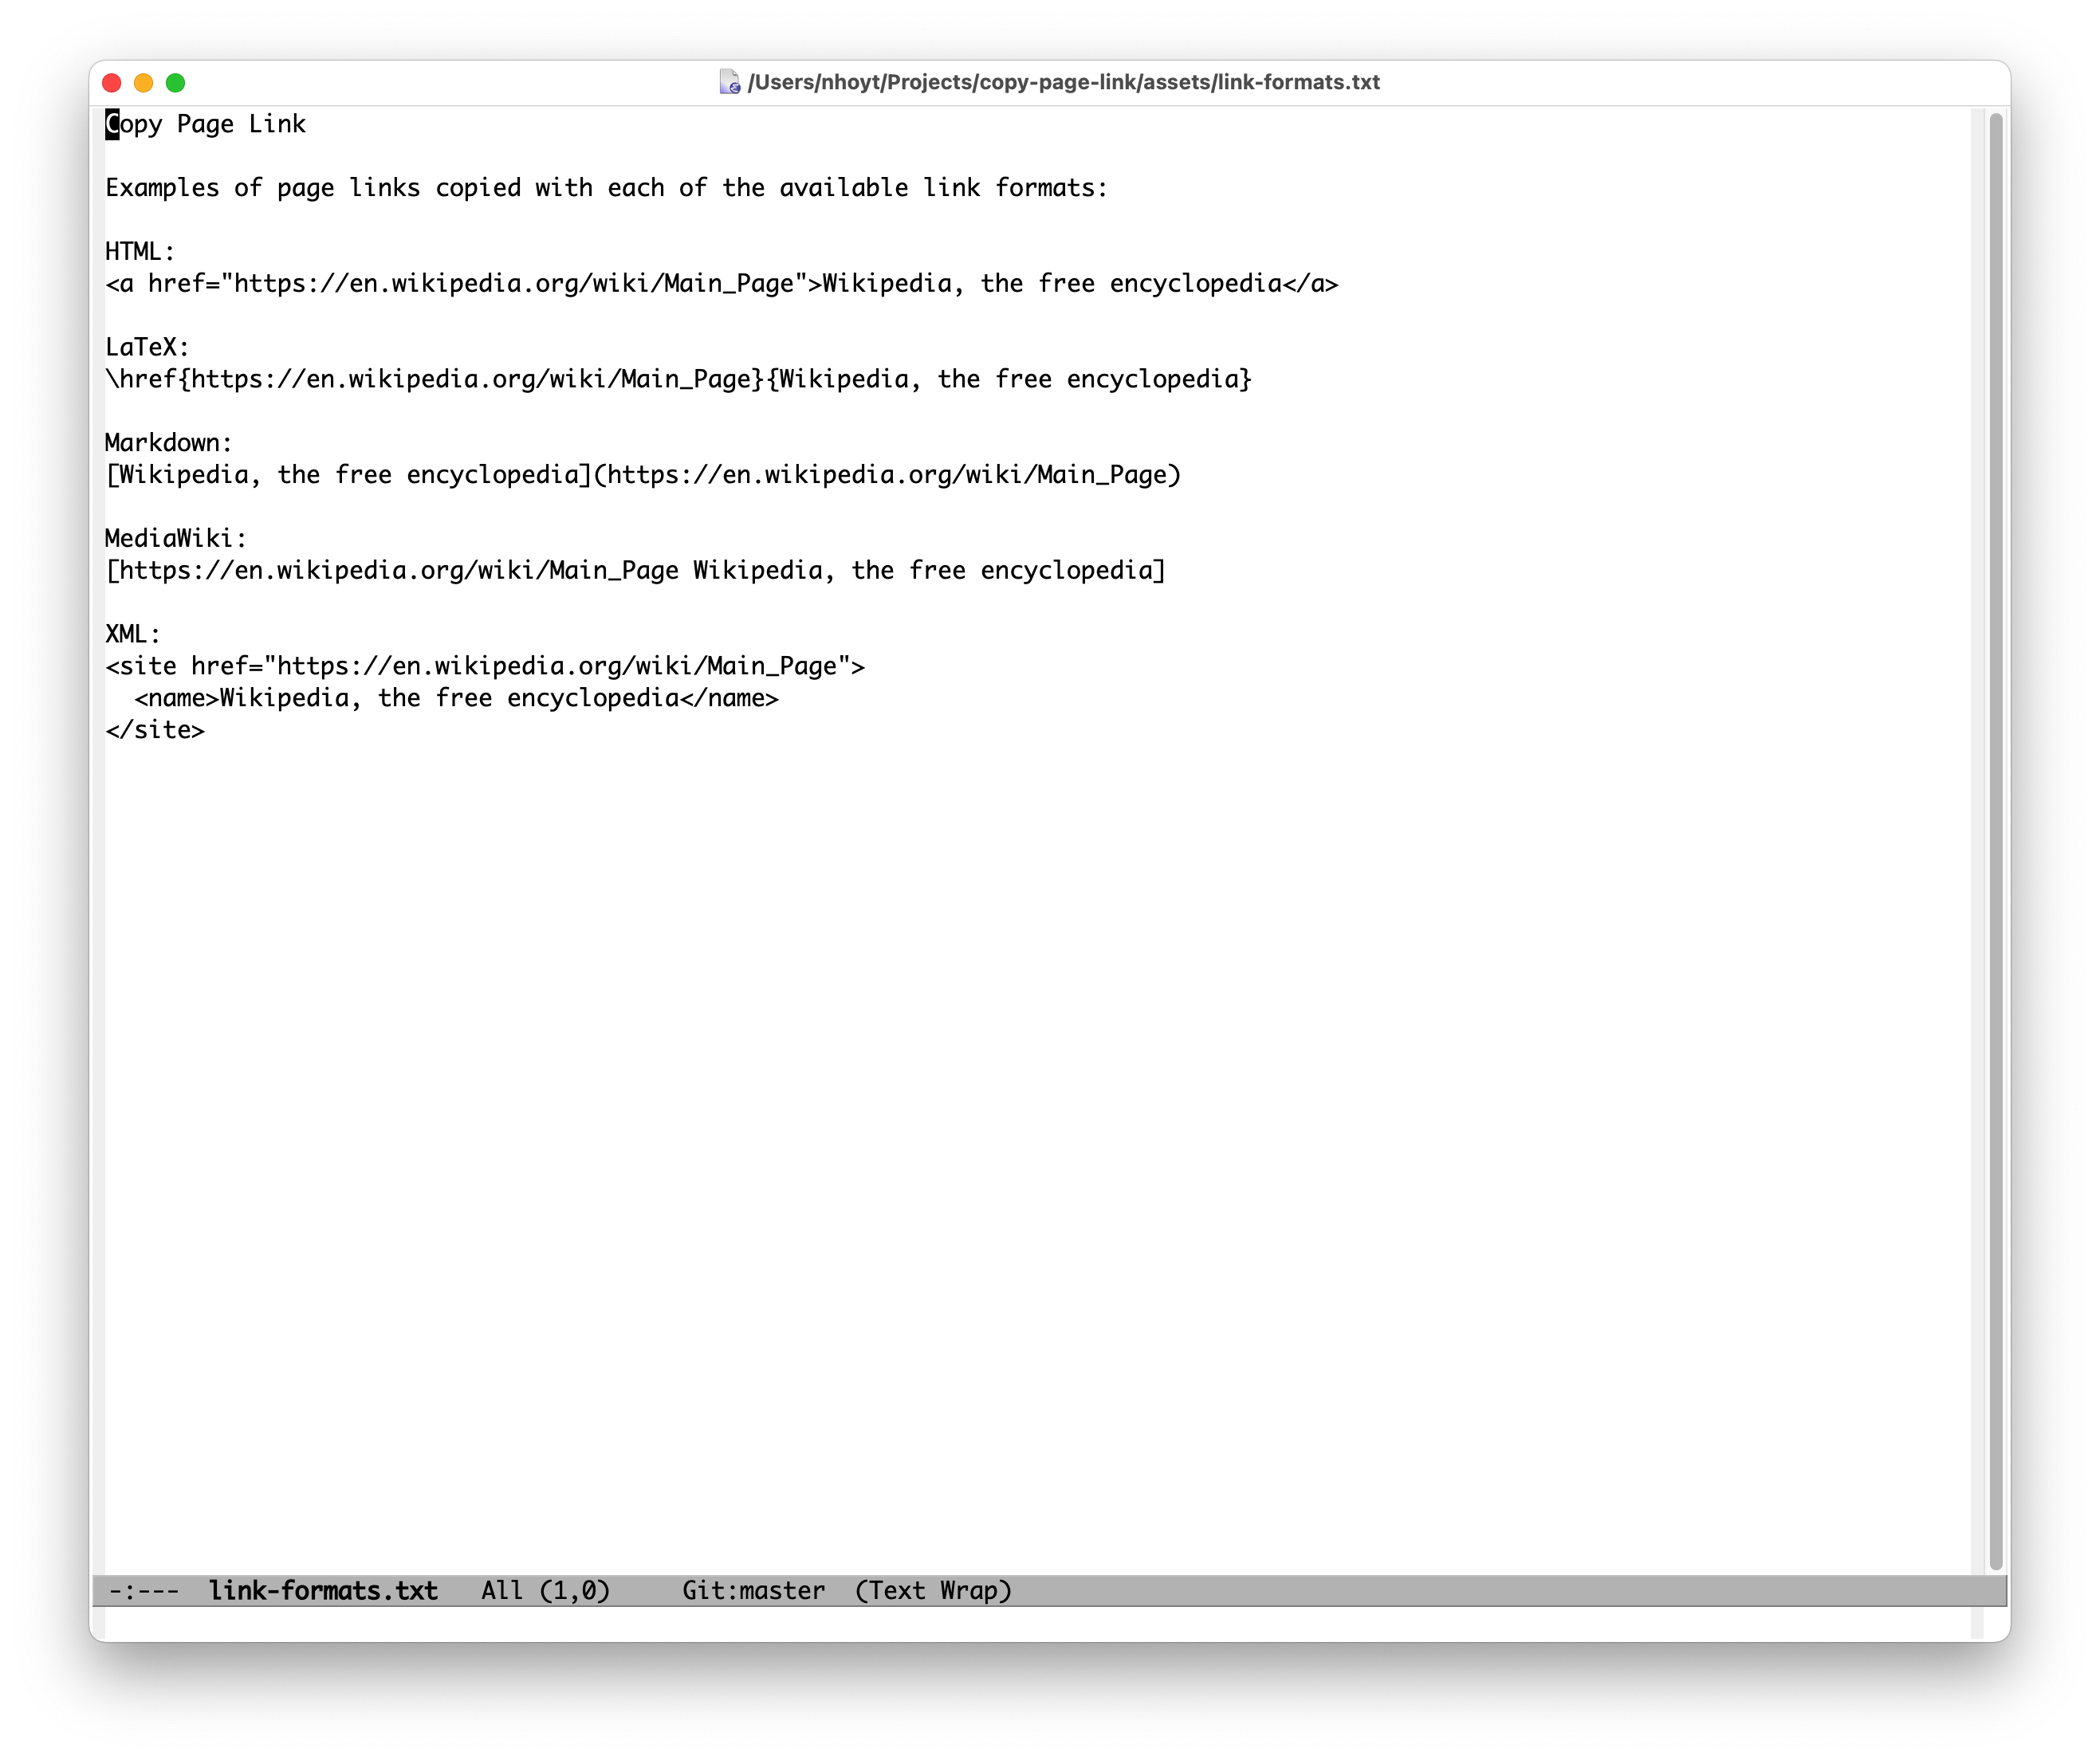 /Users/nhoyt/Projects/copy-page-link/assets/link-formats.txt
Copy Page Link
Examples of page links copied with each of the available link formats:
HTML:
<a href="https://en.wikipedia.org/wiki/Main_Page">Wikipedia, the free encyclopedia</a>
LaTeX:
\href{https://en.wikipedia.org/wiki/Main_Page}{Wikipedia, the free encyclopedia}
Markdown:
[Wikipedia, the free encyclopedia](https://en.wikipedia.org/wiki/Main_Page)
MediaWiki:
[https://en.wikipedia.org/wiki/Main_Page Wikipedia, the free encyclopedia]
XML:
<site href="https://en.wikipedia.org/wiki/Main_Page">
  <name>Wikipedia, the free encyclopedia</name>
</site>
-:---  link-formats.txt   All (1,0)     Git:master  (Text Wrap)